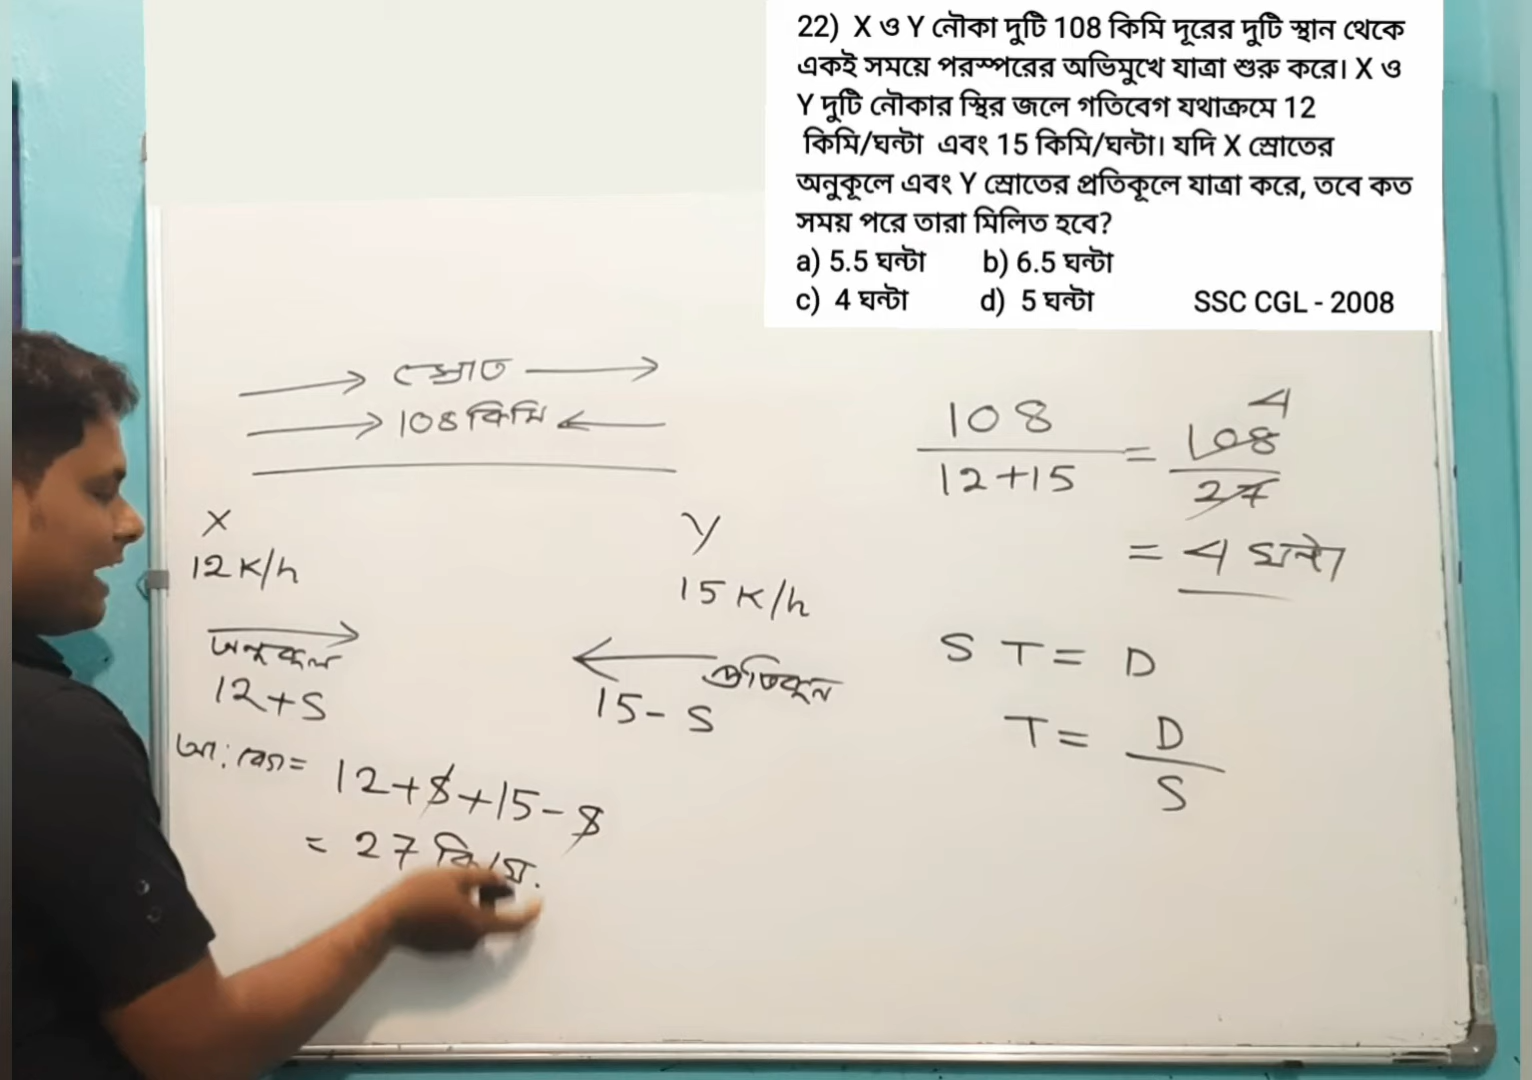 22) X ও Y নৌকা দুটি 108 কিমি দূরের দুটি স্থান থেকে
একই সময়ে পরস্পরের অভিমুখে যাত্রা শুরু করে। X ও
Y দুটি নৌকার স্থির জলে গতিবেগ যথাক্রমে 12
কিমি/ঘন্টা এবং 15 কিমি/ঘন্টা। যদি X স্রোতের
অনুকূলে এবং Y স্রোতের প্রতিকূলে যাত্রা করে, তবে কত
সময় পরে তারা মিলিত হবে?
a) 5.5 ঘন্টা b) 6.5 ঘন্টা
c) 4 ঘন্টা d) 5 ঘন্টা SSC CGL - 2008
→ স্রোত →
→ 108 কিমি ←
X
12 K/h
অনুকূল
12+S
Y
15 K/h
প্রতিকূল
15-S
আ: বেগ = 12+S+15-S
= 27 কি/ঘ.
108
12+15
=
4
108
27
= 4 ঘন্টা
S T = D
T = D
S